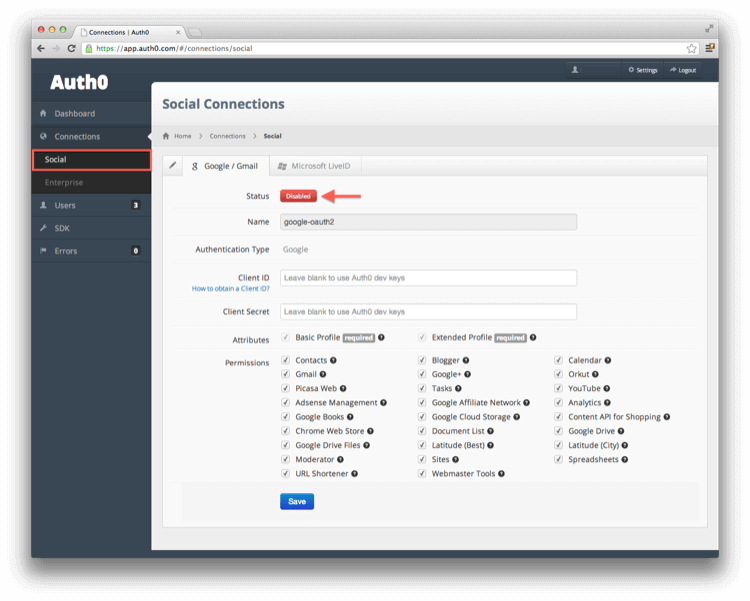 Connections | Auth0
https://app.auth0.com/#/connections/social
Auth0
Settings
Logout
Dashboard
Connections
Social
Enterprise
Users 3
SDK
Errors 0
Social Connections
Home > Connections > Social
Google / Gmail
Microsoft LiveID
Status Disabled
Name google-oauth2
Authentication Type Google
Client ID Leave blank to use Auth0 dev keys
How to obtain a Client ID?
Client Secret Leave blank to use Auth0 dev keys
Attributes Basic Profile required ? Extended Profile required ?
Permissions Contacts ? Blogger ? Calendar ?
Gmail ? Google+ ? Orkut ?
Picasa Web ? Tasks ? YouTube ?
Adsense Management ? Google Affiliate Network ? Analytics ?
Google Books ? Google Cloud Storage ? Content API for Shopping ?
Chrome Web Store ? Document List ? Google Drive ?
Google Drive Files ? Latitude (Best) ? Latitude (City) ?
Moderator ? Sites ? Spreadsheets ?
URL Shortener ? Webmaster Tools ?
Save